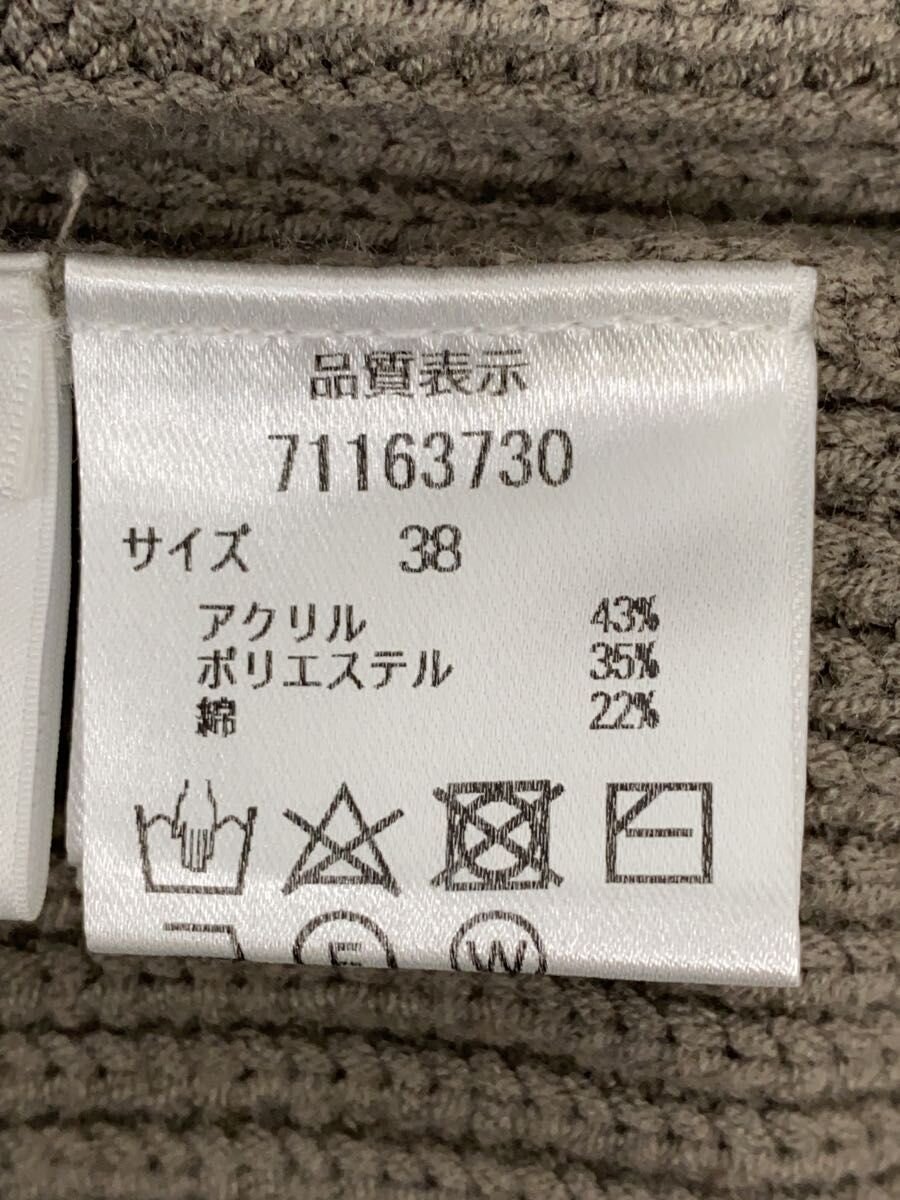 品質表示
71163730
サイズ 38
アクリル 43%
ポリエステル 35%
綿 22%
F W